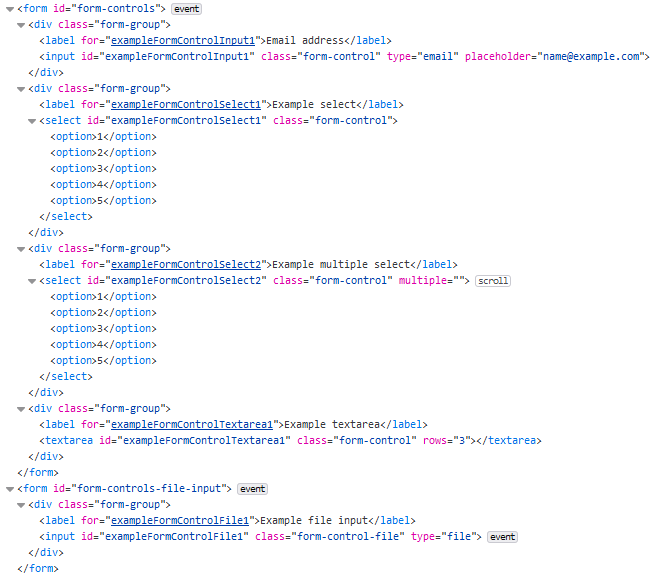 <form id="form-controls"> event
<div class="form-group">
<label for="exampleFormControlInput1">Email address</label>
<input id="exampleFormControlInput1" class="form-control" type="email" placeholder="name@example.com">
</div>
<div class="form-group">
<label for="exampleFormControlSelect1">Example select</label>
<select id="exampleFormControlSelect1" class="form-control">
<option>1</option>
<option>2</option>
<option>3</option>
<option>4</option>
<option>5</option>
</select>
</div>
<div class="form-group">
<label for="exampleFormControlSelect2">Example multiple select</label>
<select id="exampleFormControlSelect2" class="form-control" multiple=""> scroll
<option>1</option>
<option>2</option>
<option>3</option>
<option>4</option>
<option>5</option>
</select>
</div>
<div class="form-group">
<label for="exampleFormControlTextarea1">Example textarea</label>
<textarea id="exampleFormControlTextarea1" class="form-control" rows="3"></textarea>
</div>
</form>
<form id="form-controls-file-input"> event
<div class="form-group">
<label for="exampleFormControlFile1">Example file input</label>
<input id="exampleFormControlFile1" class="form-control-file" type="file"> event
</div>
</form>